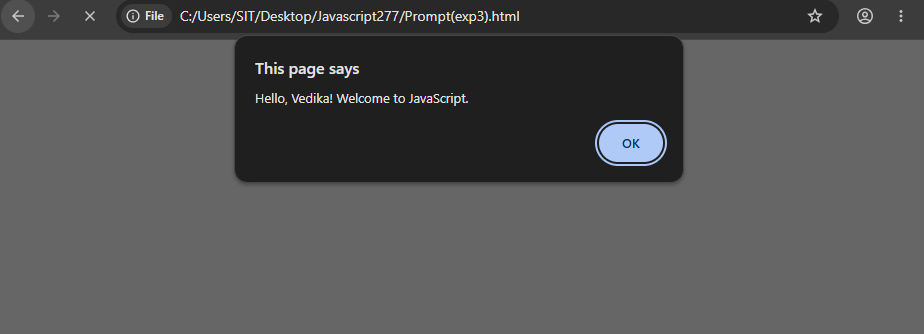 File C:/Users/SIT/Desktop/Javascript277/Prompt(exp3).html
This page says
Hello, Vedika! Welcome to JavaScript.
OK